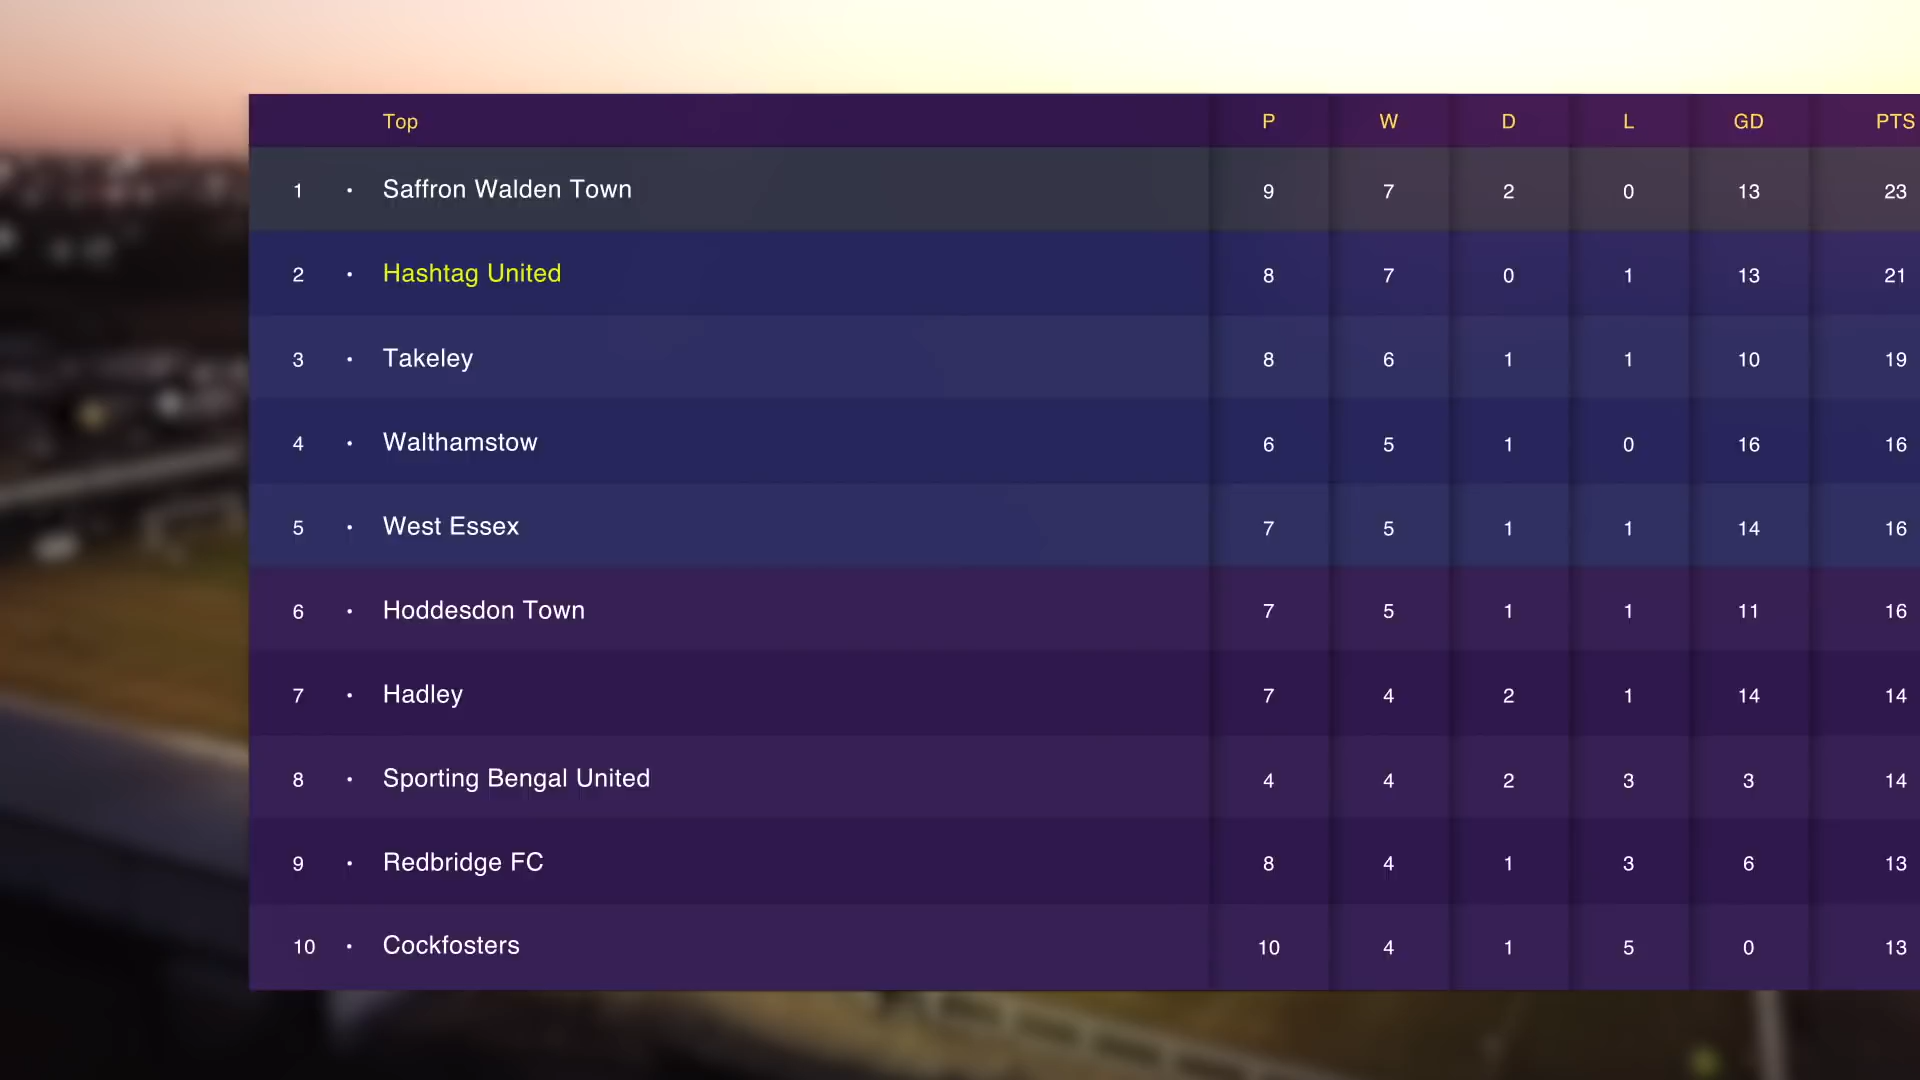 Top P W D L GD PTS
1 • Saffron Walden Town 9 7 2 0 13 23
2 • Hashtag United 8 7 0 1 13 21
3 • Takeley 8 6 1 1 10 19
4 • Walthamstow 6 5 1 0 16 16
5 • West Essex 7 5 1 1 14 16
6 • Hoddesdon Town 7 5 1 1 11 16
7 • Hadley 7 4 2 1 14 14
8 • Sporting Bengal United 4 4 2 3 3 14
9 • Redbridge FC 8 4 1 3 6 13
10 • Cockfosters 10 4 1 5 0 13